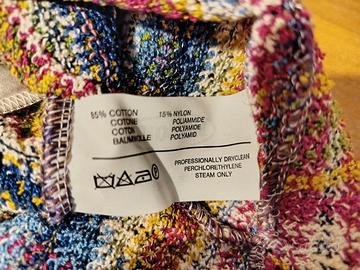 85% COTTON 15% NYLON
COTONE POLIAMMIDE
COTON POLYAMIDE
BAUMWOLLE POLYAMID
PROFESSIONALLY DRYCLEAN
PERCHLORETHYLENE
STEAM ONLY